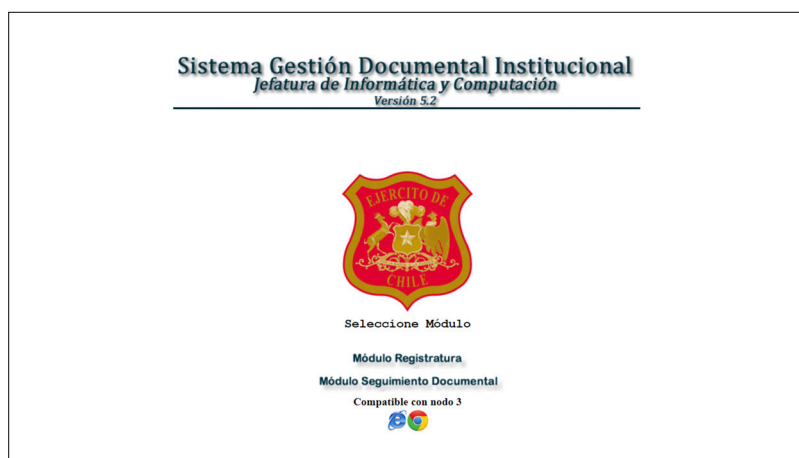 Sistema Gestión Documental Institucional
Jefatura de Informática y Computación
Versión 5.2
EJERCITO DE
CHILE
Seleccione Módulo
Módulo Registratura
Módulo Seguimiento Documental
Compatible con nodo 3